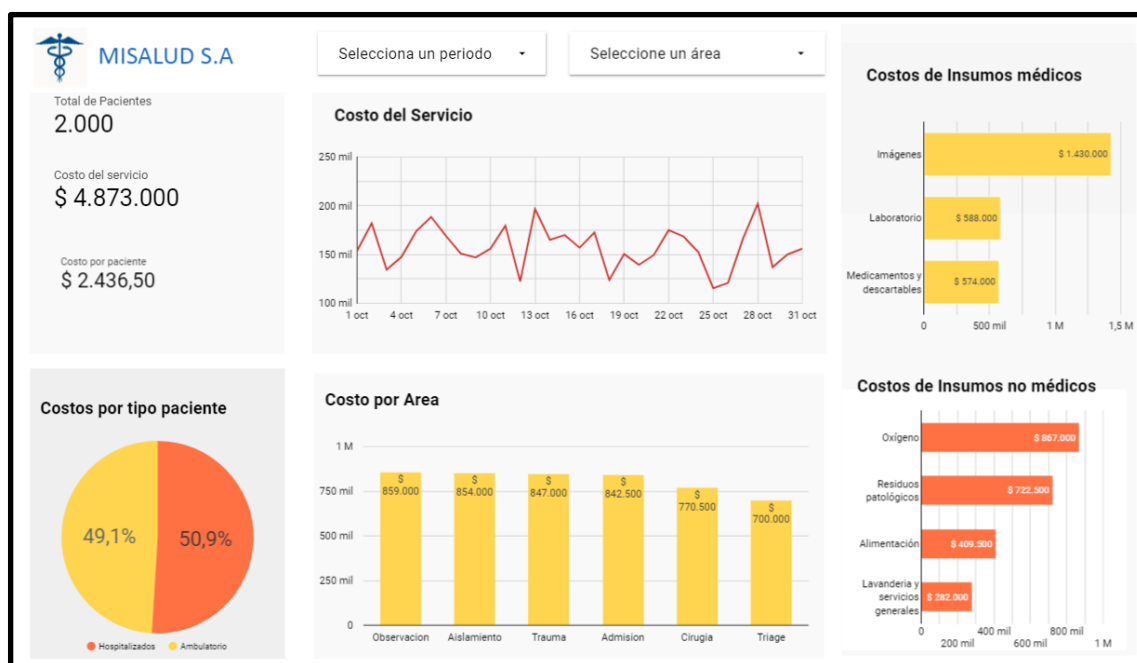 MISALUD S.A
Selecciona un periodo
Seleccione un área
Total de Pacientes
2.000
Costo del servicio
$ 4.873.000
Costo por paciente
$ 2.436,50
Costo del Servicio
250 mil
200 mil
150 mil
100 mil
1 oct 4 oct 7 oct 10 oct 13 oct 16 oct 19 oct 22 oct 25 oct 28 oct 31 oct
Costos de Insumos médicos
Imágenes
$ 1.430.000
Laboratorio
$ 588.000
Medicamentos y
descartables
$ 574.000
0 500 mil 1 M 1,5 M
Costos por tipo paciente
49,1%
50,9%
Hospitalizados Ambulatorio
Costo por Area
1 M
750 mil
500 mil
250 mil
0
$
859.000
$
854.000
$
847.000
$
842.500
$
770.500
$
700.000
Observacion Aislamiento Trauma Admision Cirugia Triage
Costos de Insumos no médicos
Oxígeno
$ 867.000
Residuos
patológicos
$ 722.500
Alimentación
$ 409.500
Lavanderia y
servicios
generales
$ 282.000
0 400 mil 800 mil
200 mil 600 mil 1 M